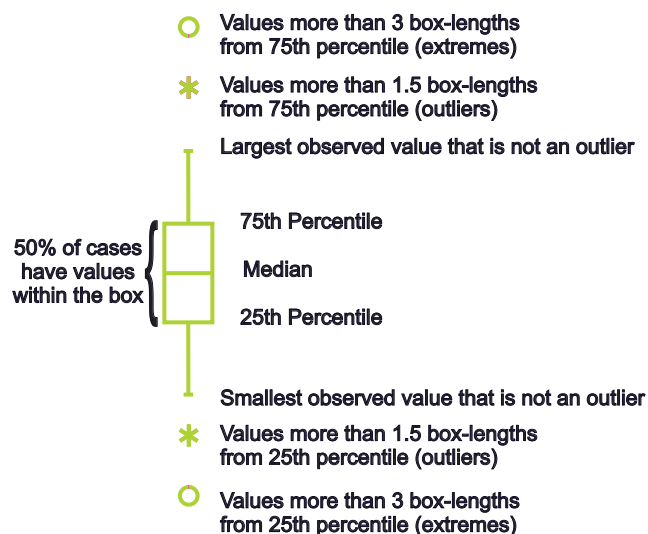 Values more than 3 box-lengths
from 75th percentile (extremes)
Values more than 1.5 box-lengths
from 75th percentile (outliers)
Largest observed value that is not an outlier
75th Percentile
50% of cases
have values
within the box
Median
25th Percentile
Smallest observed value that is not an outlier
Values more than 1.5 box-lengths
from 25th percentile (outliers)
Values more than 3 box-lengths
from 25th percentile (extremes)